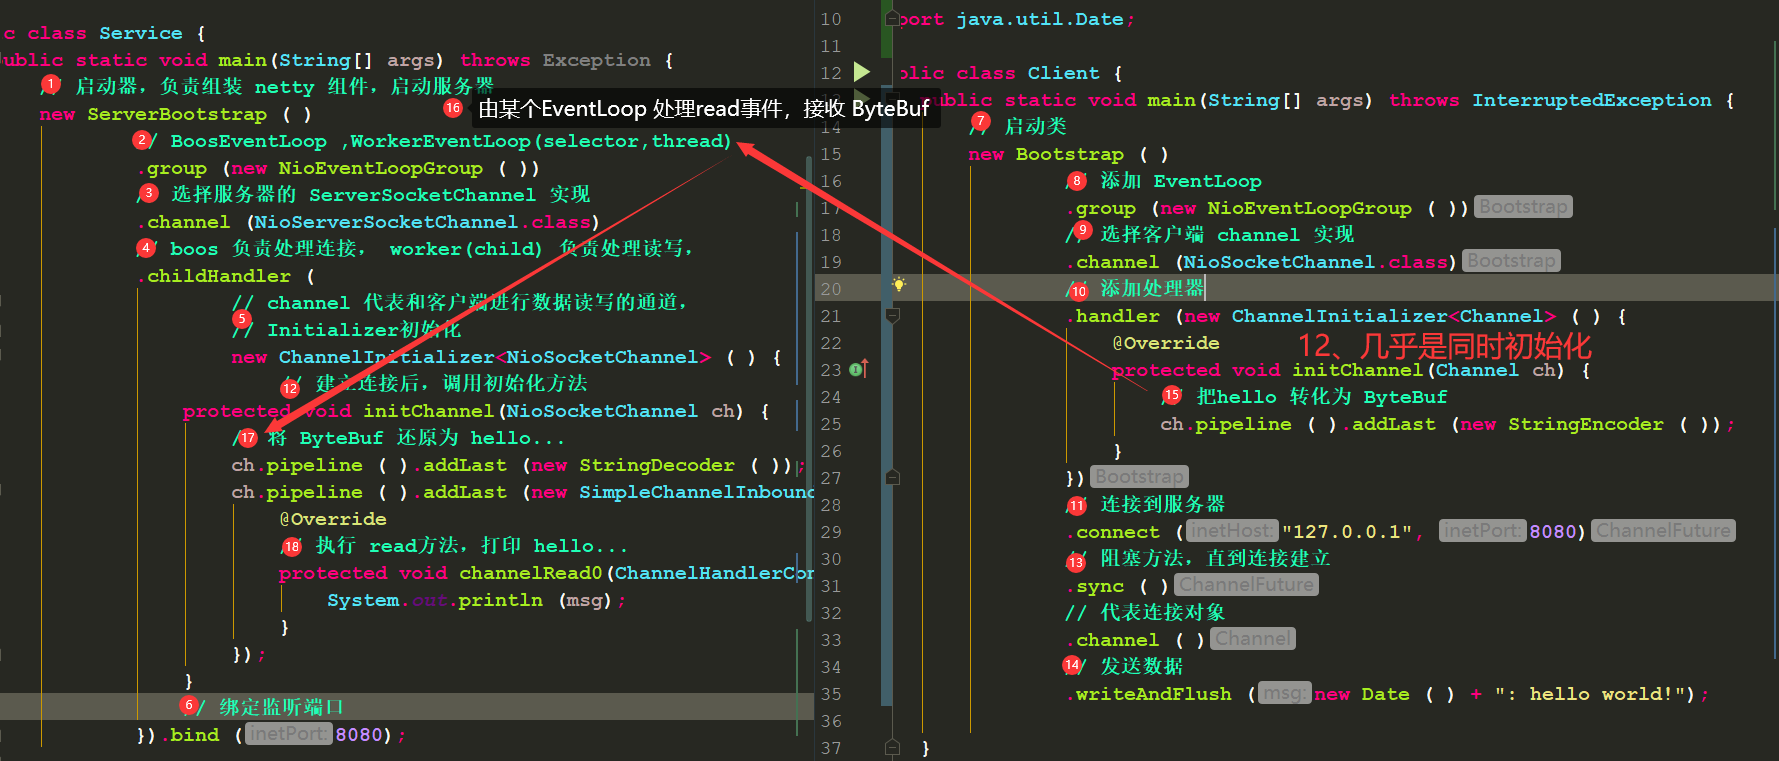 c class Service {
ublic static void main(String[] args) throws Exception {
1 / 启动器，负责组装 netty 组件，启动服务器
new ServerBootstrap ( )
2 / BoosEventLoop ,WorkerEventLoop(selector,thread)
.group (new NioEventLoopGroup ( ))
3 选择服务器的 ServerSocketChannel 实现
.channel (NioServerSocketChannel.class)
4 boos 负责处理连接， worker(child) 负责处理读写，
.childHandler (
// channel 代表和客户端进行数据读写的通道，
5
// Initializer初始化
new ChannelInitializer<NioSocketChannel> ( ) {
12 建立连接后，调用初始化方法
protected void initChannel(NioSocketChannel ch) {
17 将 ByteBuf 还原为 hello...
ch.pipeline ( ).addLast (new StringDecoder ( ));
ch.pipeline ( ).addLast (new SimpleChannelInbound
@Override
18 执行 read方法，打印 hello...
protected void channelRead0(ChannelHandlerCon
System.out.println (msg);
}
});
}
6 // 绑定监听端口
}).bind (inetPort: 8080);
16 由某个EventLoop 处理read事件，接收 ByteBuf
10 port java.util.Date;
11
12 blic class Client {
public static void main(String[] args) throws InterruptedException {
14 7 // 启动类
15 new Bootstrap ( )
16 8 添加 EventLoop
17 .group (new NioEventLoopGroup ( )) Bootstrap
18 9 / 选择客户端 channel 实现
19 .channel (NioSocketChannel.class) Bootstrap
20 10 添加处理器
21 .handler (new ChannelInitializer<Channel> ( ) {
22 @Override
12、几乎是同时初始化
23 protected void initChannel(Channel ch) {
24 15 把hello 转化为 ByteBuf
25 ch.pipeline ( ).addLast (new StringEncoder ( ));
26 }
27 }) Bootstrap
28 11 连接到服务器
29 .connect (inetHost: "127.0.0.1", inetPort: 8080) ChannelFuture
30 13 阻塞方法，直到连接建立
31 .sync ( ) ChannelFuture
32 // 代表连接对象
33 .channel ( ) Channel
34 14 / 发送数据
35 .writeAndFlush (msg: new Date ( ) + ": hello world!");
36
37 }